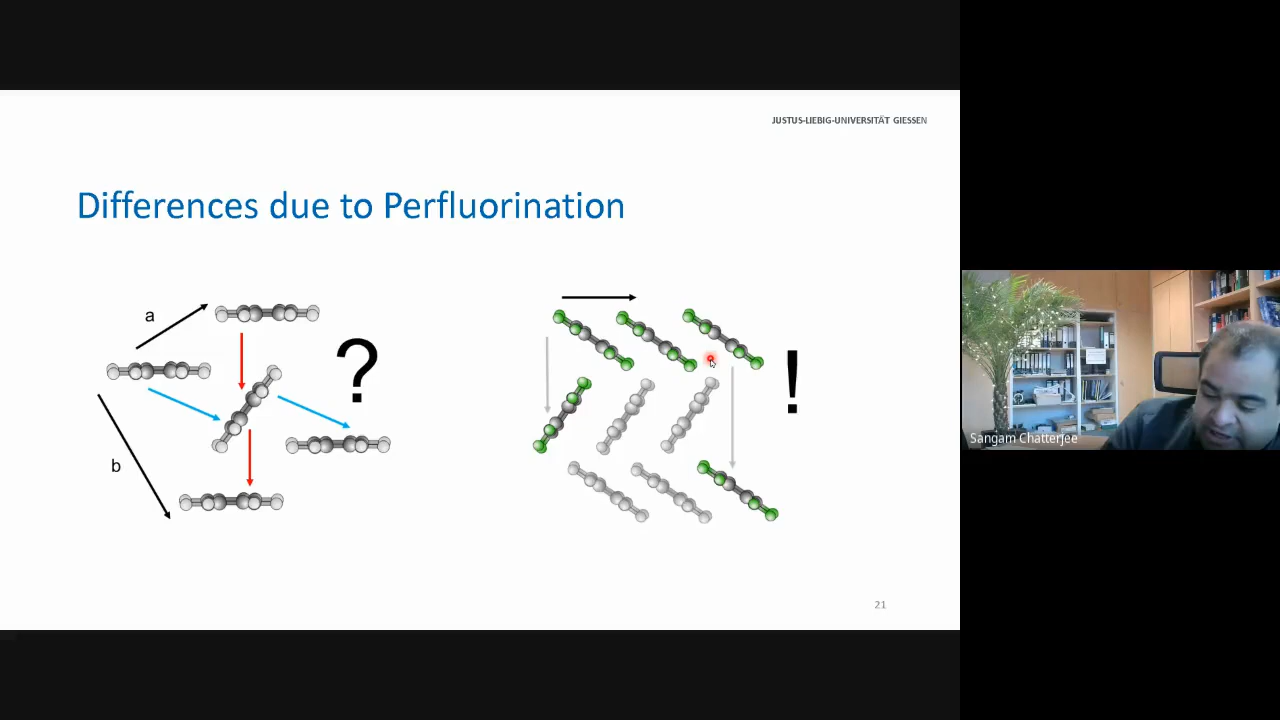 JUSTUS-LIEBIG-UNIVERSITÄT GIESSEN
Differences due to Perfluorination
a
?
!
b
21
Sangam Chatterjee